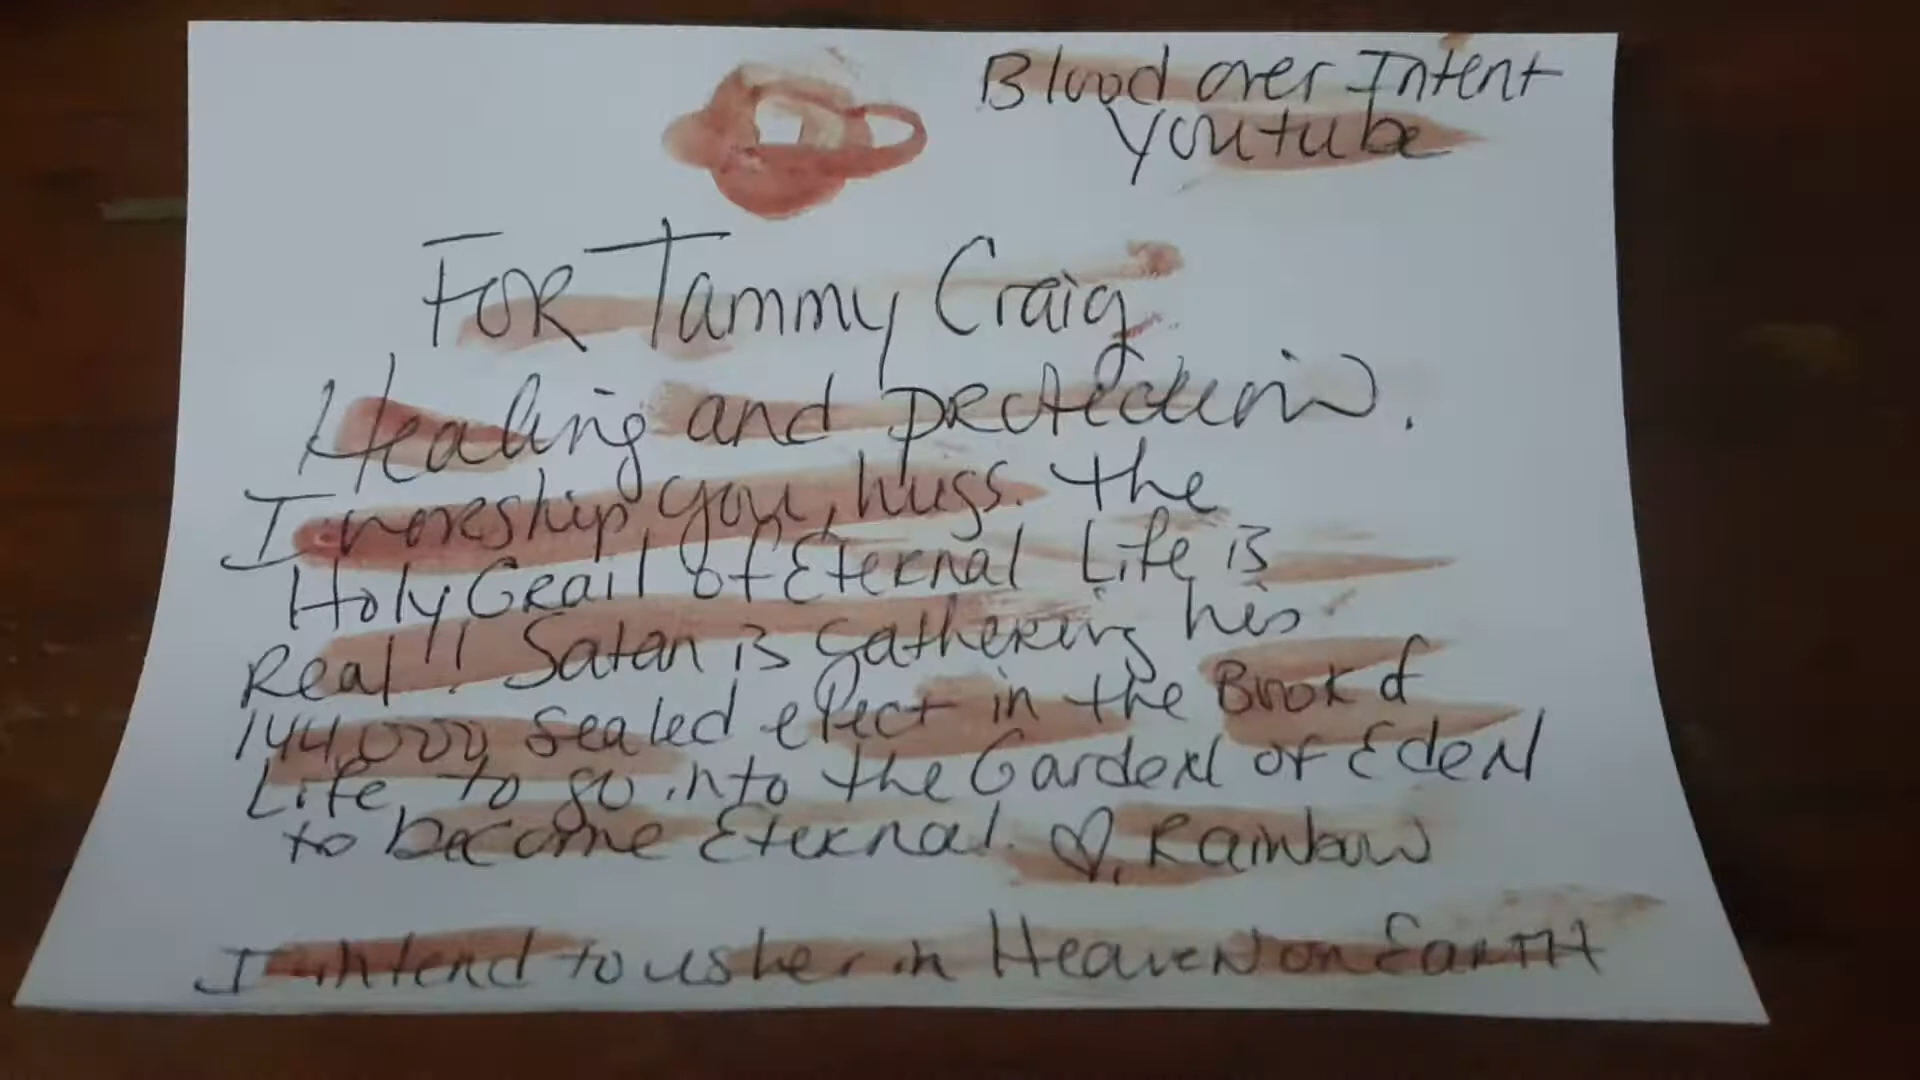 Blood over Intent
Youtube
FOR Tammy Craig
Healing and protection.
I worship you, hugs. The
Holy Grail of Eternal Life is
Real!! Satan is gathering his
144,000 sealed elect in the Book of
Life, to go into the Garden of Eden
to become Eternal. ♡, Rainbow
I intend to usher in Heaven on Earth